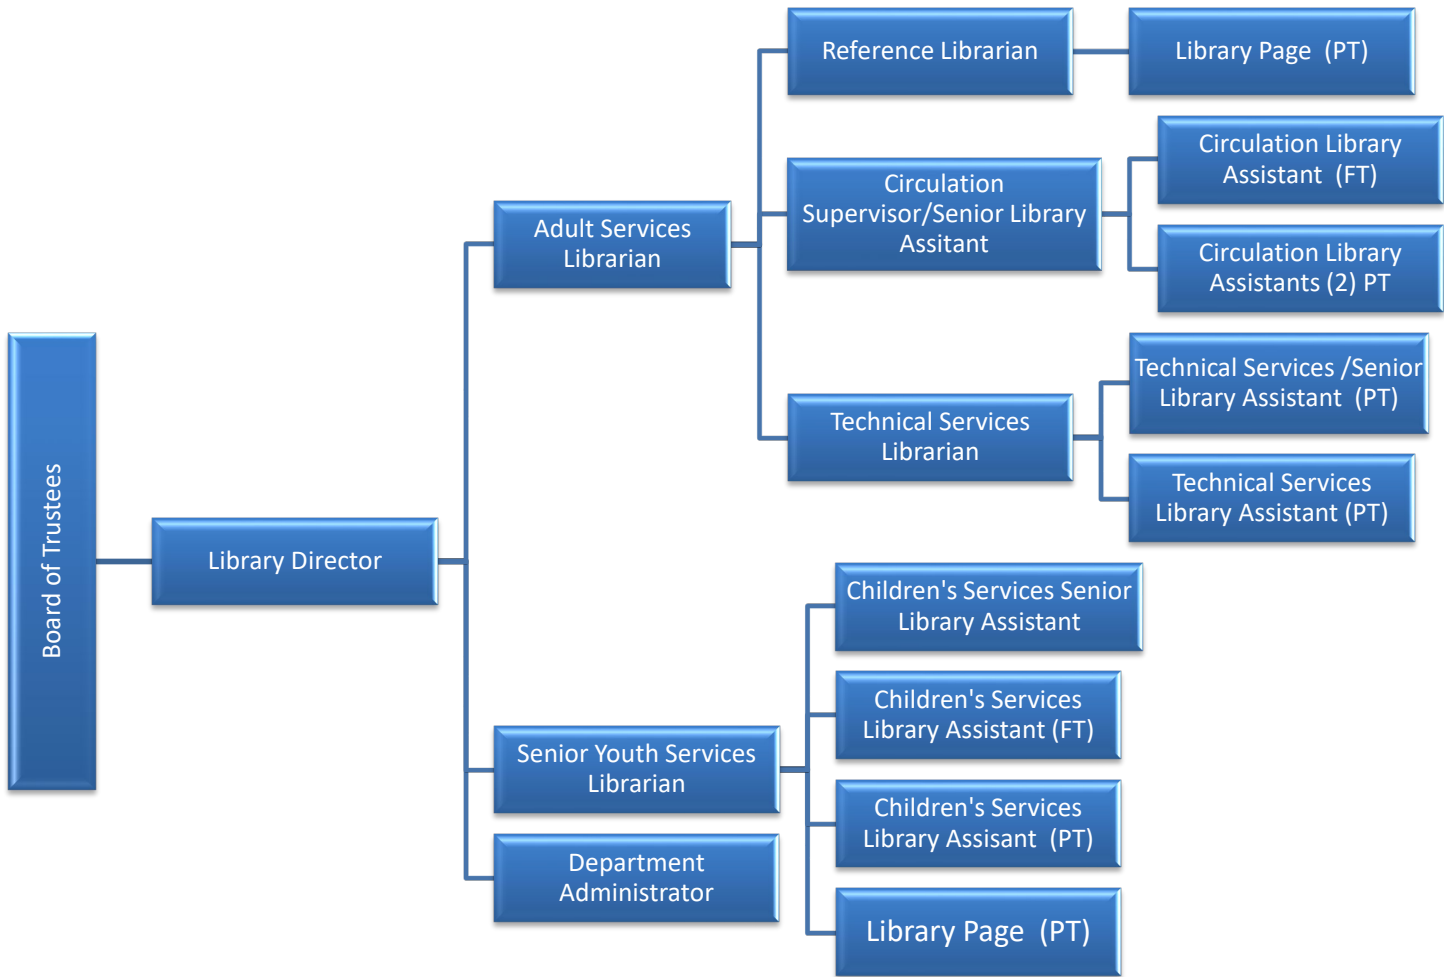 Board of Trustees
Library Director
Adult Services
Librarian
Reference Librarian
Library Page  (PT)
Circulation
Supervisor/Senior Library
Assitant
Circulation Library
Assistant  (FT)
Circulation Library
Assistants (2) PT
Technical Services
Librarian
Technical Services /Senior
Library Assistant  (PT)
Technical Services
Library Assistant (PT)
Senior Youth Services
Librarian
Children's Services Senior
Library Assistant
Children's Services
Library Assistant (FT)
Children's Services
Library Assisant  (PT)
Library Page  (PT)
Department
Administrator